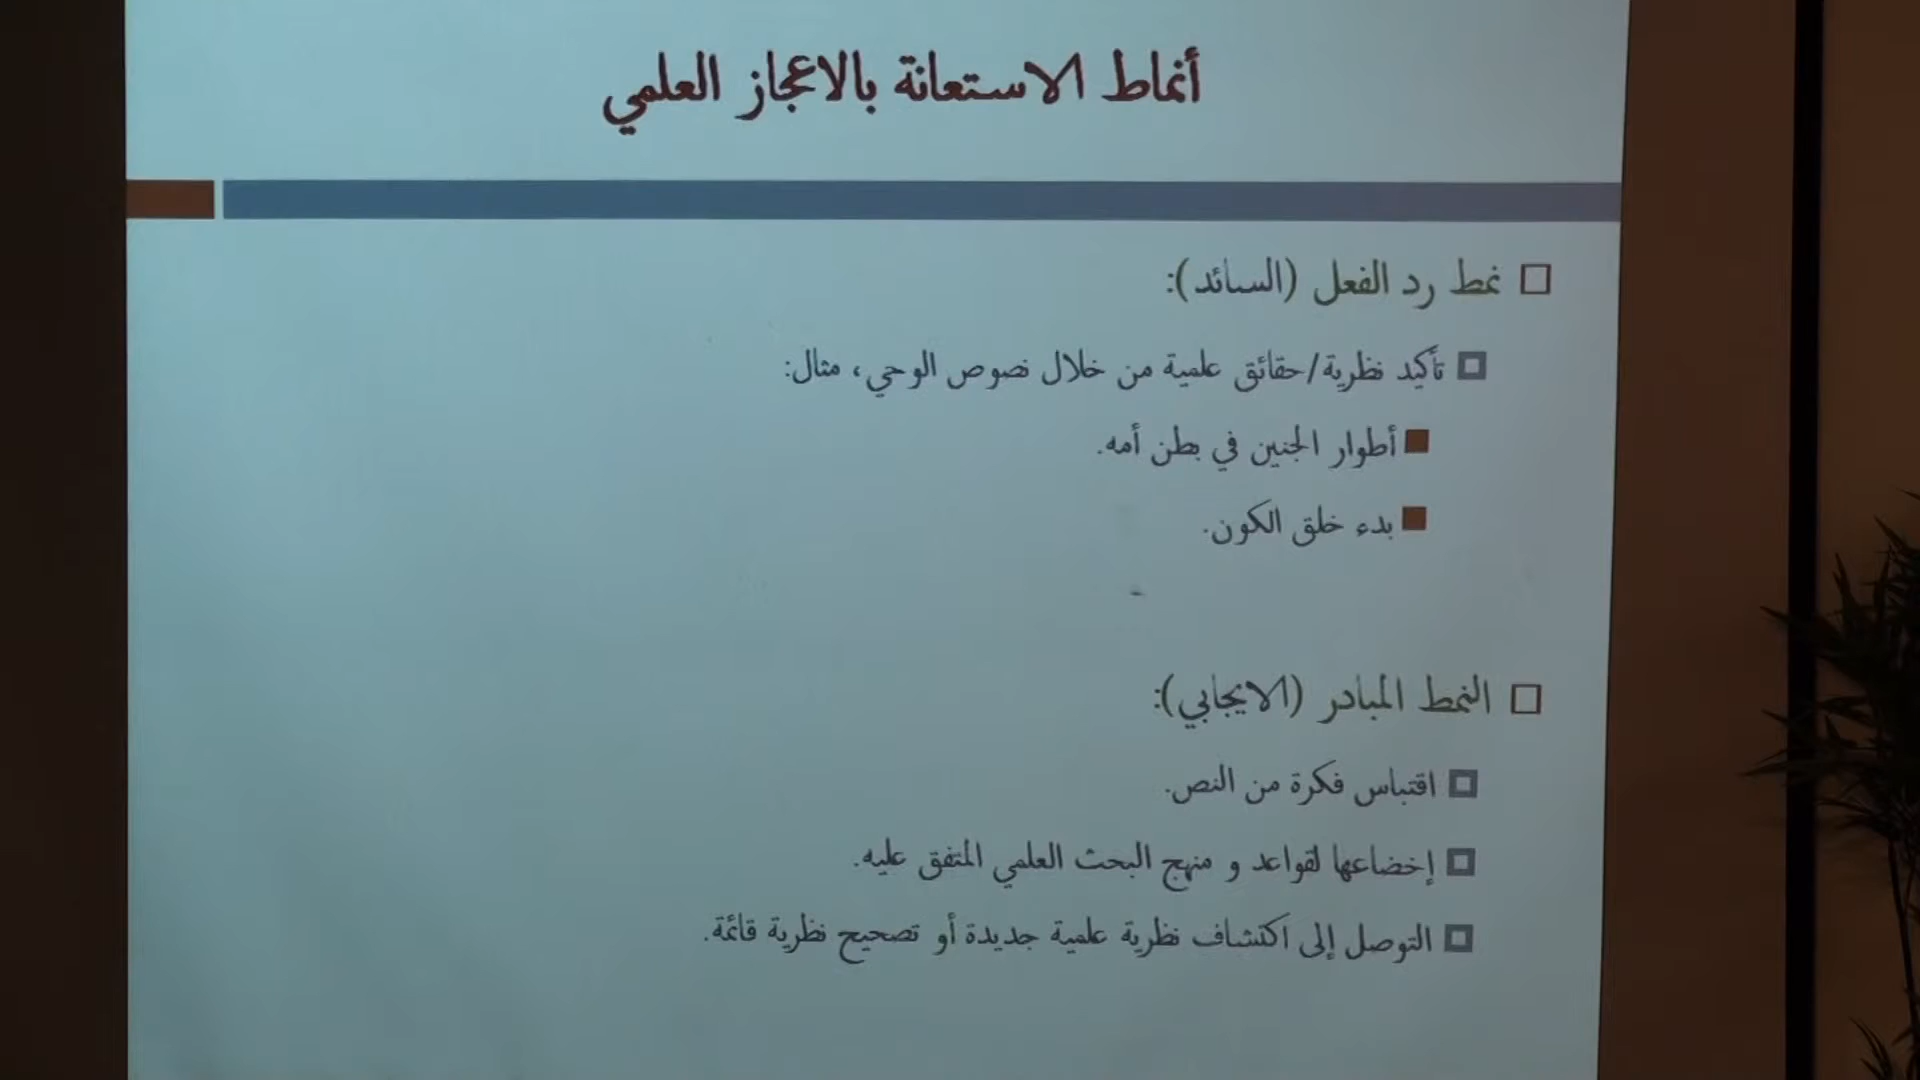 أنماط الاستعانة بالاعجاز العلمي
نمط رد الفعل (السائد):
تأكيد نظرية/حقائق علمية من خلال نصوص الوحي، مثال:
أطوار الجنين في بطن أمه.
بدء خلق الكون.
النمط المبادر (الايجابي):
اقتباس فكرة من النص.
إخضاعها لقواعد و منهج البحث العلمي المتفق عليه.
التوصل إلى اكتشاف نظرية علمية جديدة أو تصحيح نظرية قائمة.